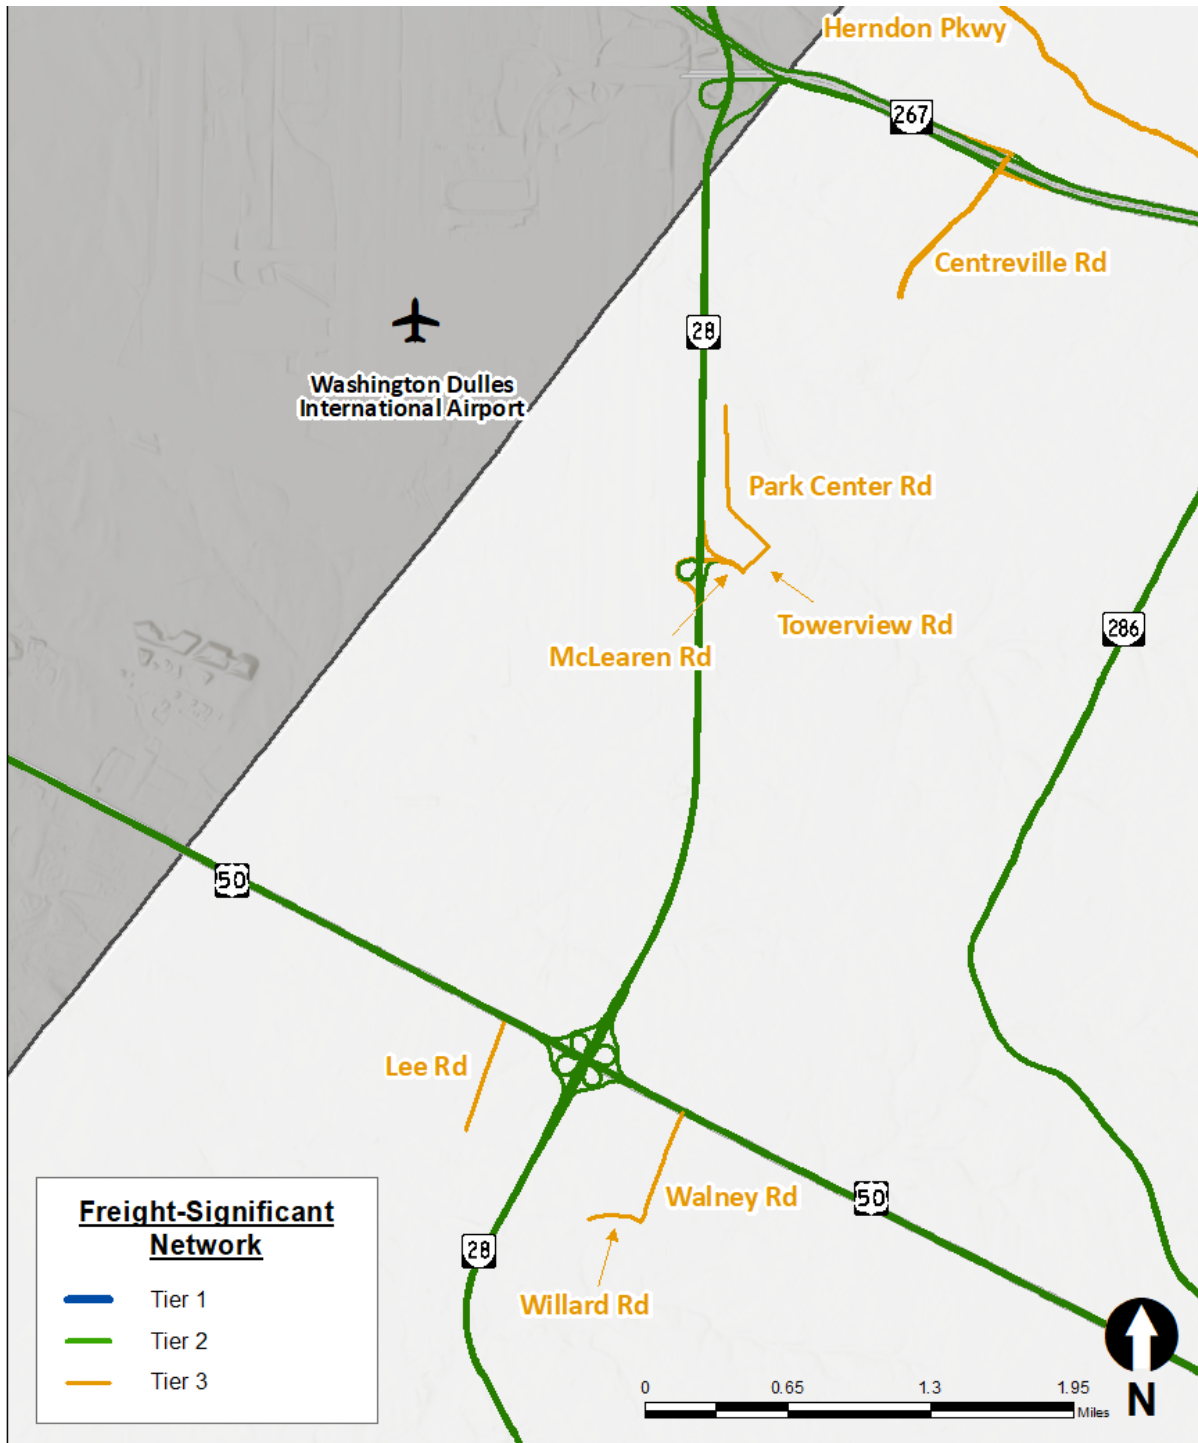 Herndon Pkwy
267
Centreville Rd
28
Washington Dulles
International Airport
Park Center Rd
Towerview Rd
McLearen Rd
286
50
Lee Rd
Walney Rd
50
28
Willard Rd
Freight-Significant
Network
Tier 1
Tier 2
Tier 3
0 0.65 1.3 1.95
Miles
N